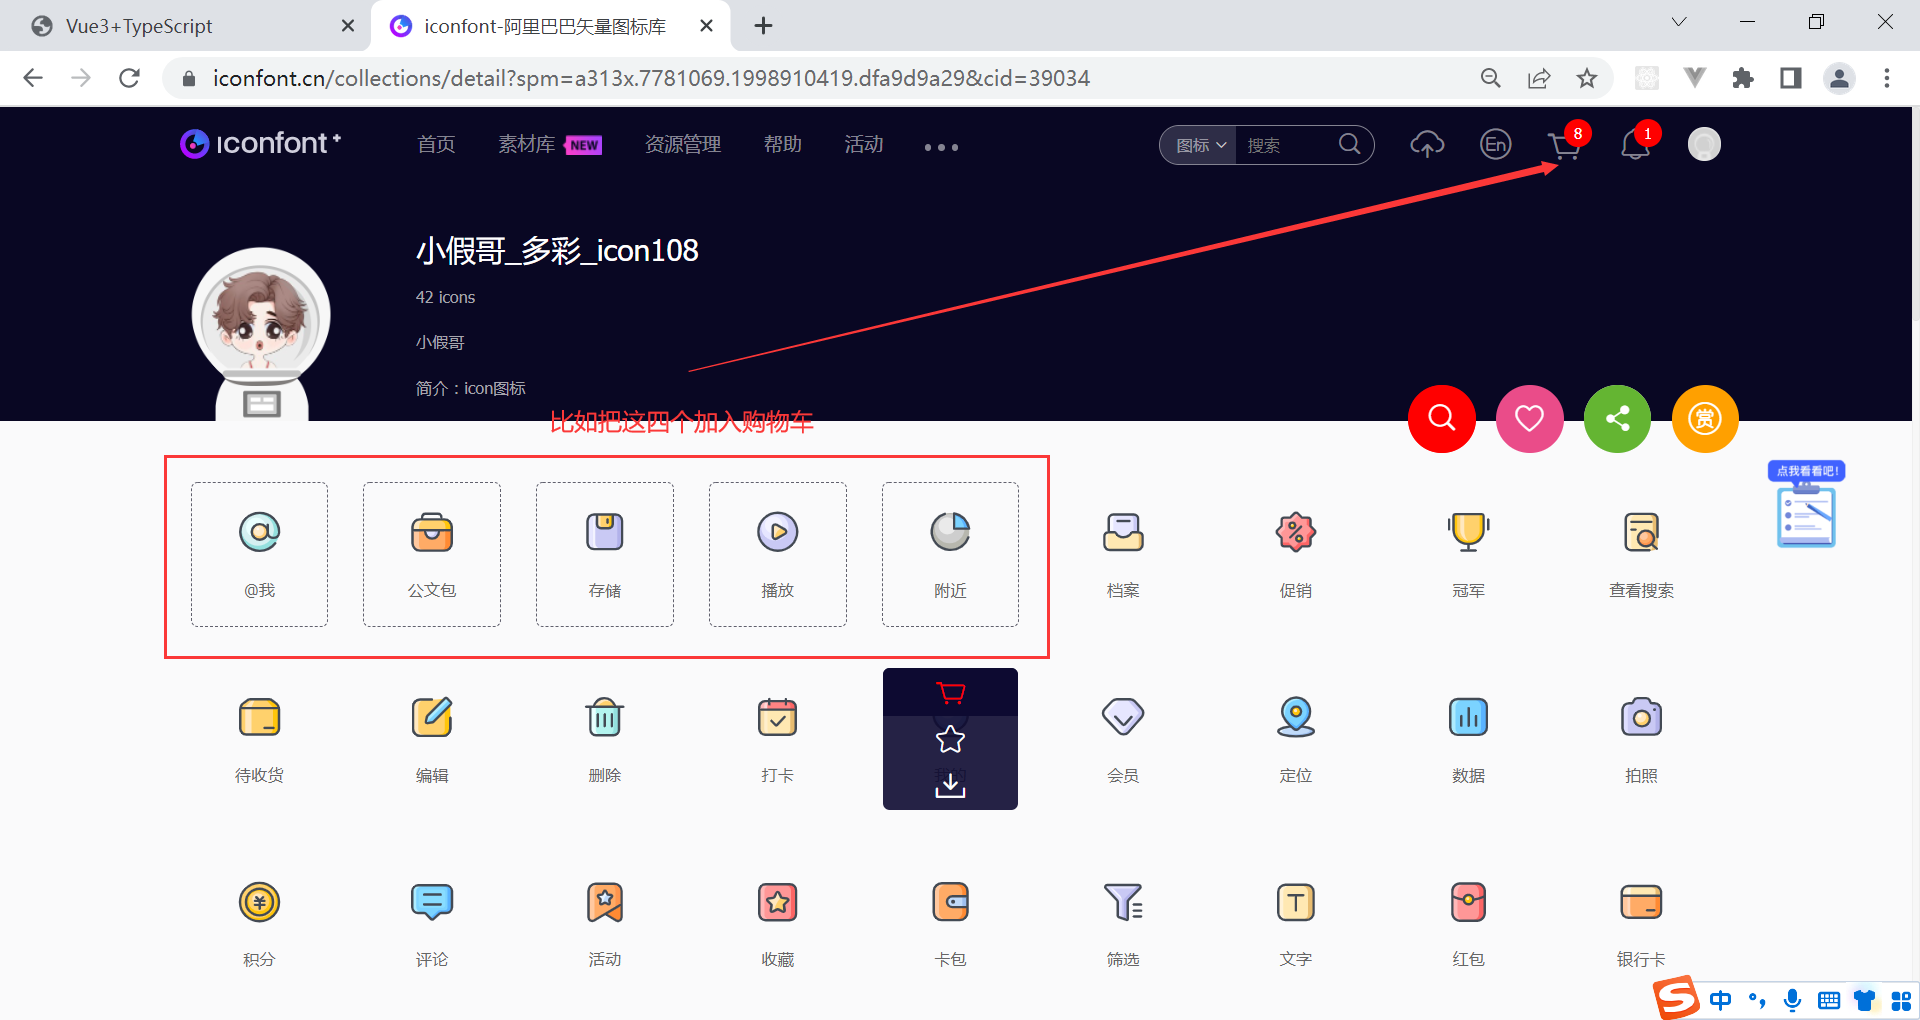 Vue3+TypeScript
iconfont-阿里巴巴矢量图标库
iconfont.cn/collections/detail?spm=a313x.7781069.1998910419.dfa9d9a29&cid=39034
iconfont+
首页
素材库
NEW
资源管理
帮助
活动
图标
搜索
En
8
1
小假哥_多彩_icon108
42 icons
小假哥
简介：icon图标
比如把这四个加入购物车
赏
点我看看吧!
@我
公文包
存储
播放
附近
档案
促销
冠军
查看搜索
待收货
编辑
删除
打卡
会员
定位
数据
拍照
积分
评论
活动
收藏
卡包
筛选
文字
红包
银行卡
中